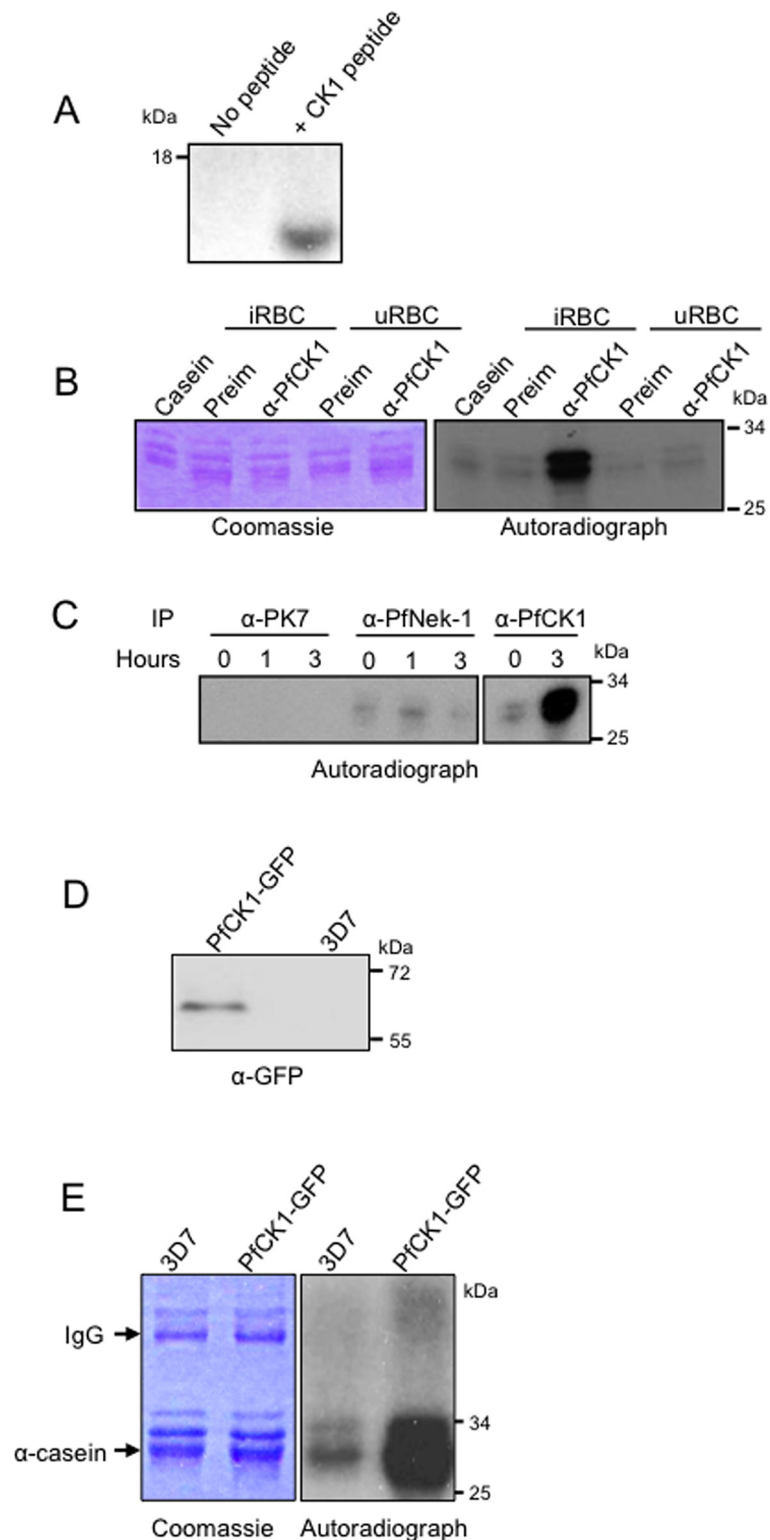 A
kDa
No peptide
+ CK1 peptide
18
B
iRBC
uRBC
iRBC
uRBC
Casein
Preim
α-PfCK1
Preim
α-PfCK1
Casein
Preim
α-PfCK1
Preim
α-PfCK1
kDa
34
25
Coomassie
Autoradiograph
C
IP
α-PK7
α-PfNek-1
α-PfCK1
Hours
0
1
3
0
1
3
0
3
kDa
34
25
Autoradiograph
D
PfCK1-GFP
3D7
kDa
72
55
α-GFP
E
3D7
PfCK1-GFP
3D7
PfCK1-GFP
kDa
IgG
α-casein
34
25
Coomassie
Autoradiograph